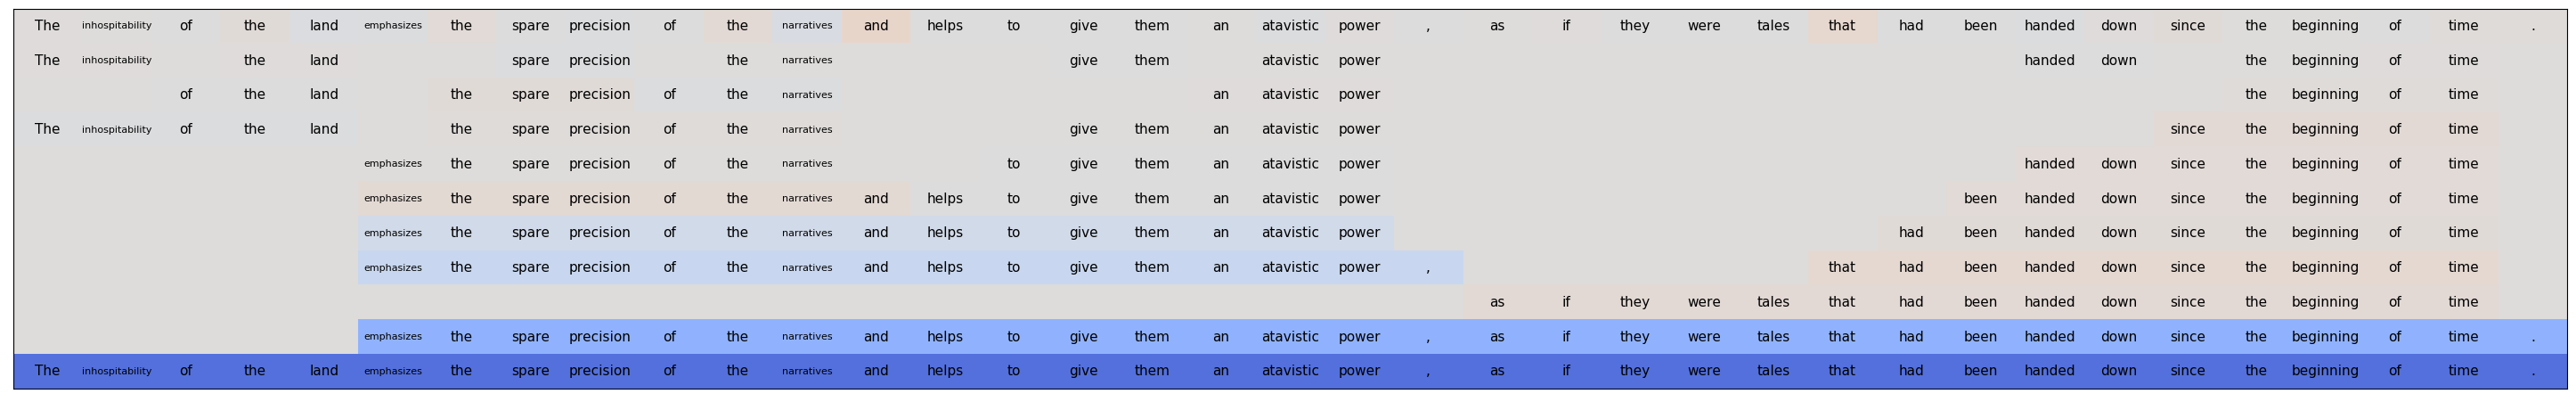 The inhospitability of the land emphasizes the spare precision of the narratives and helps to give them an atavistic power , as if they were tales that had been handed down since the beginning of time .
The inhospitability the land spare precision the narratives give them atavistic power handed down the beginning of time
of the land the spare precision of the narratives an atavistic power the beginning of time
The inhospitability of the land the spare precision of the narratives give them an atavistic power since the beginning of time
emphasizes the spare precision of the narratives to give them an atavistic power handed down since the beginning of time
emphasizes the spare precision of the narratives and helps to give them an atavistic power been handed down since the beginning of time
emphasizes the spare precision of the narratives and helps to give them an atavistic power had been handed down since the beginning of time
emphasizes the spare precision of the narratives and helps to give them an atavistic power , that had been handed down since the beginning of time
as if they were tales that had been handed down since the beginning of time
emphasizes the spare precision of the narratives and helps to give them an atavistic power , as if they were tales that had been handed down since the beginning of time .
The inhospitability of the land emphasizes the spare precision of the narratives and helps to give them an atavistic power , as if they were tales that had been handed down since the beginning of time .